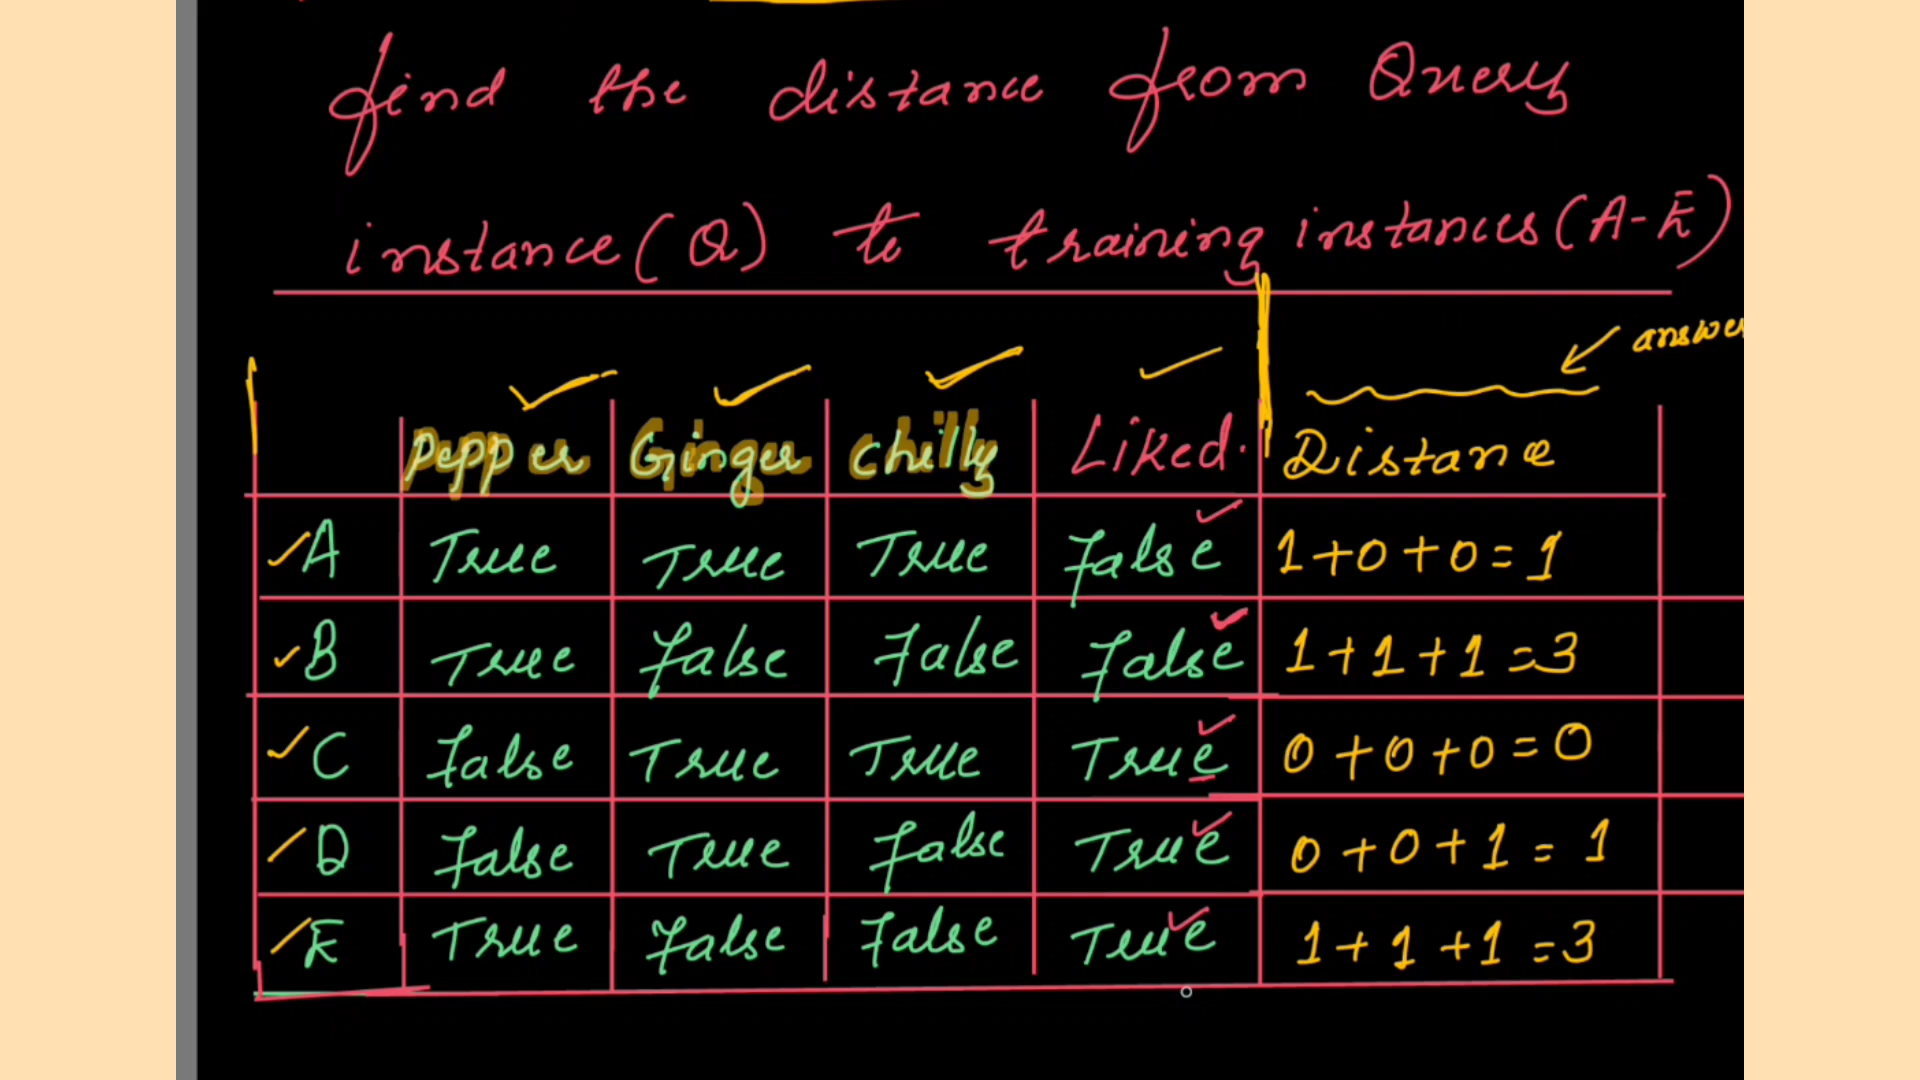 find the distance from Query
instance(Q) to training instances(A-E)
answer
Pepper Ginger chilly Liked. Distane
A True True True False 1+0+0=1
B True false False False 1+1+1=3
C False True True True 0+0+0=0
D False True False True 0+0+1=1
E True False False True 1+1+1=3